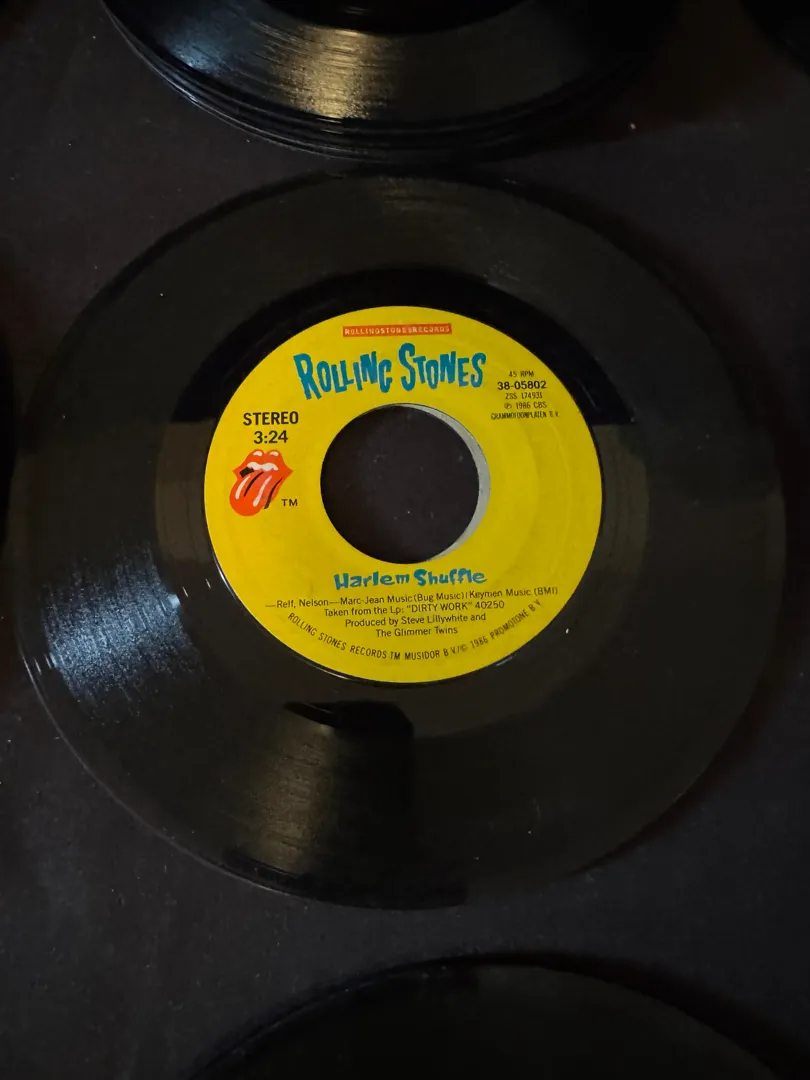 ROLLINGSTONESRECORDS
ROLLING STONES
STEREO
3:24
TM
45 RPM
38-05802
ZSS 174931
℗ 1986 CBS
GRAMMOFOONPLATEN B.V.
Harlem Shuffle
—Relf, Nelson—Marc-Jean Music (Bug Music)/Keymen Music (BMI)
Taken from the Lp: "DIRTY WORK" 40250
Produced by Steve Lillywhite and
The Glimmer Twins
ROLLING STONES RECORDS TM MUSIDOR B V/© 1986 PROMOTONE B V